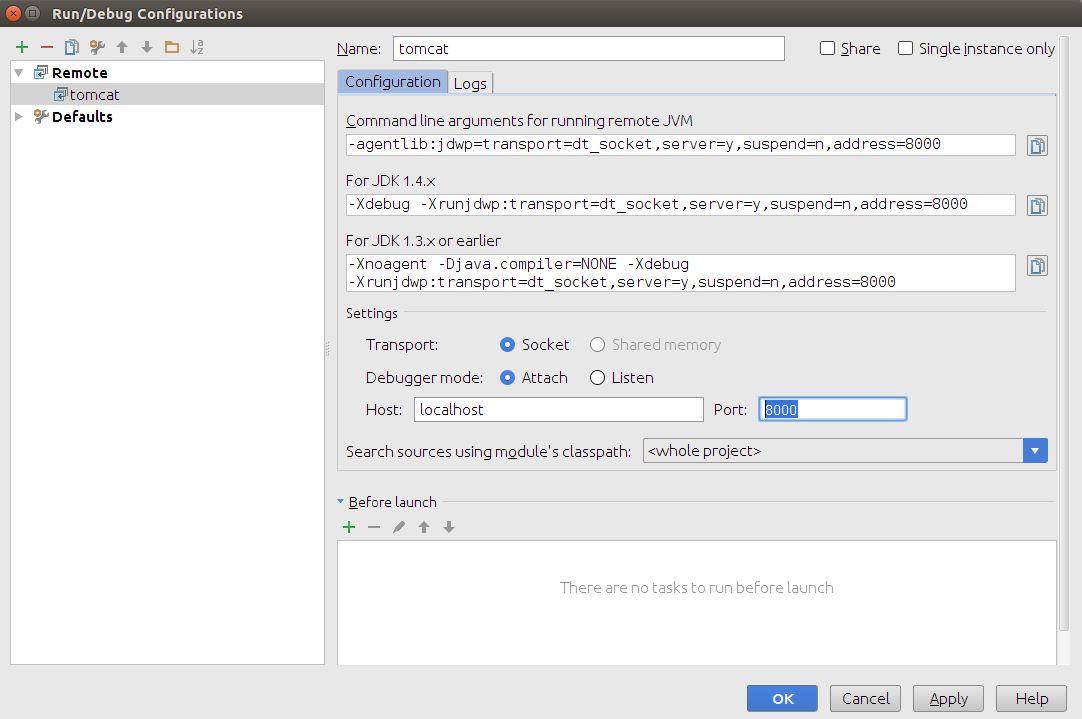 Run/Debug Configurations
Remote
tomcat
Defaults
Name: tomcat Share Single instance only
Configuration Logs
Command line arguments for running remote JVM
-agentlib:jdwp=transport=dt_socket,server=y,suspend=n,address=8000
For JDK 1.4.x
-Xdebug -Xrunjdwp:transport=dt_socket,server=y,suspend=n,address=8000
For JDK 1.3.x or earlier
-Xnoagent -Djava.compiler=NONE -Xdebug
-Xrunjdwp:transport=dt_socket,server=y,suspend=n,address=8000
Settings
Transport: Socket Shared memory
Debugger mode: Attach Listen
Host: localhost Port: 8000
Search sources using module's classpath: <whole project>
Before launch
There are no tasks to run before launch
OK Cancel Apply Help